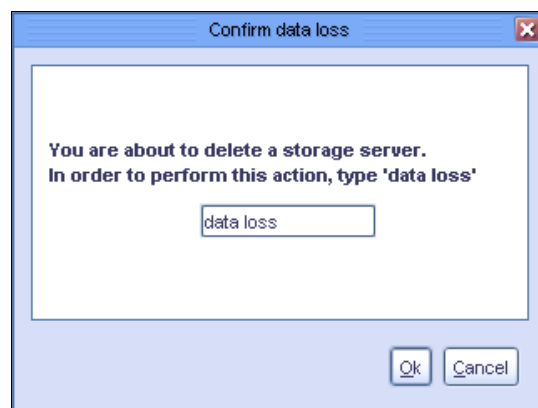 Confirm data loss
You are about to delete a storage server.
In order to perform this action, type 'data loss'
data loss
Ok
Cancel